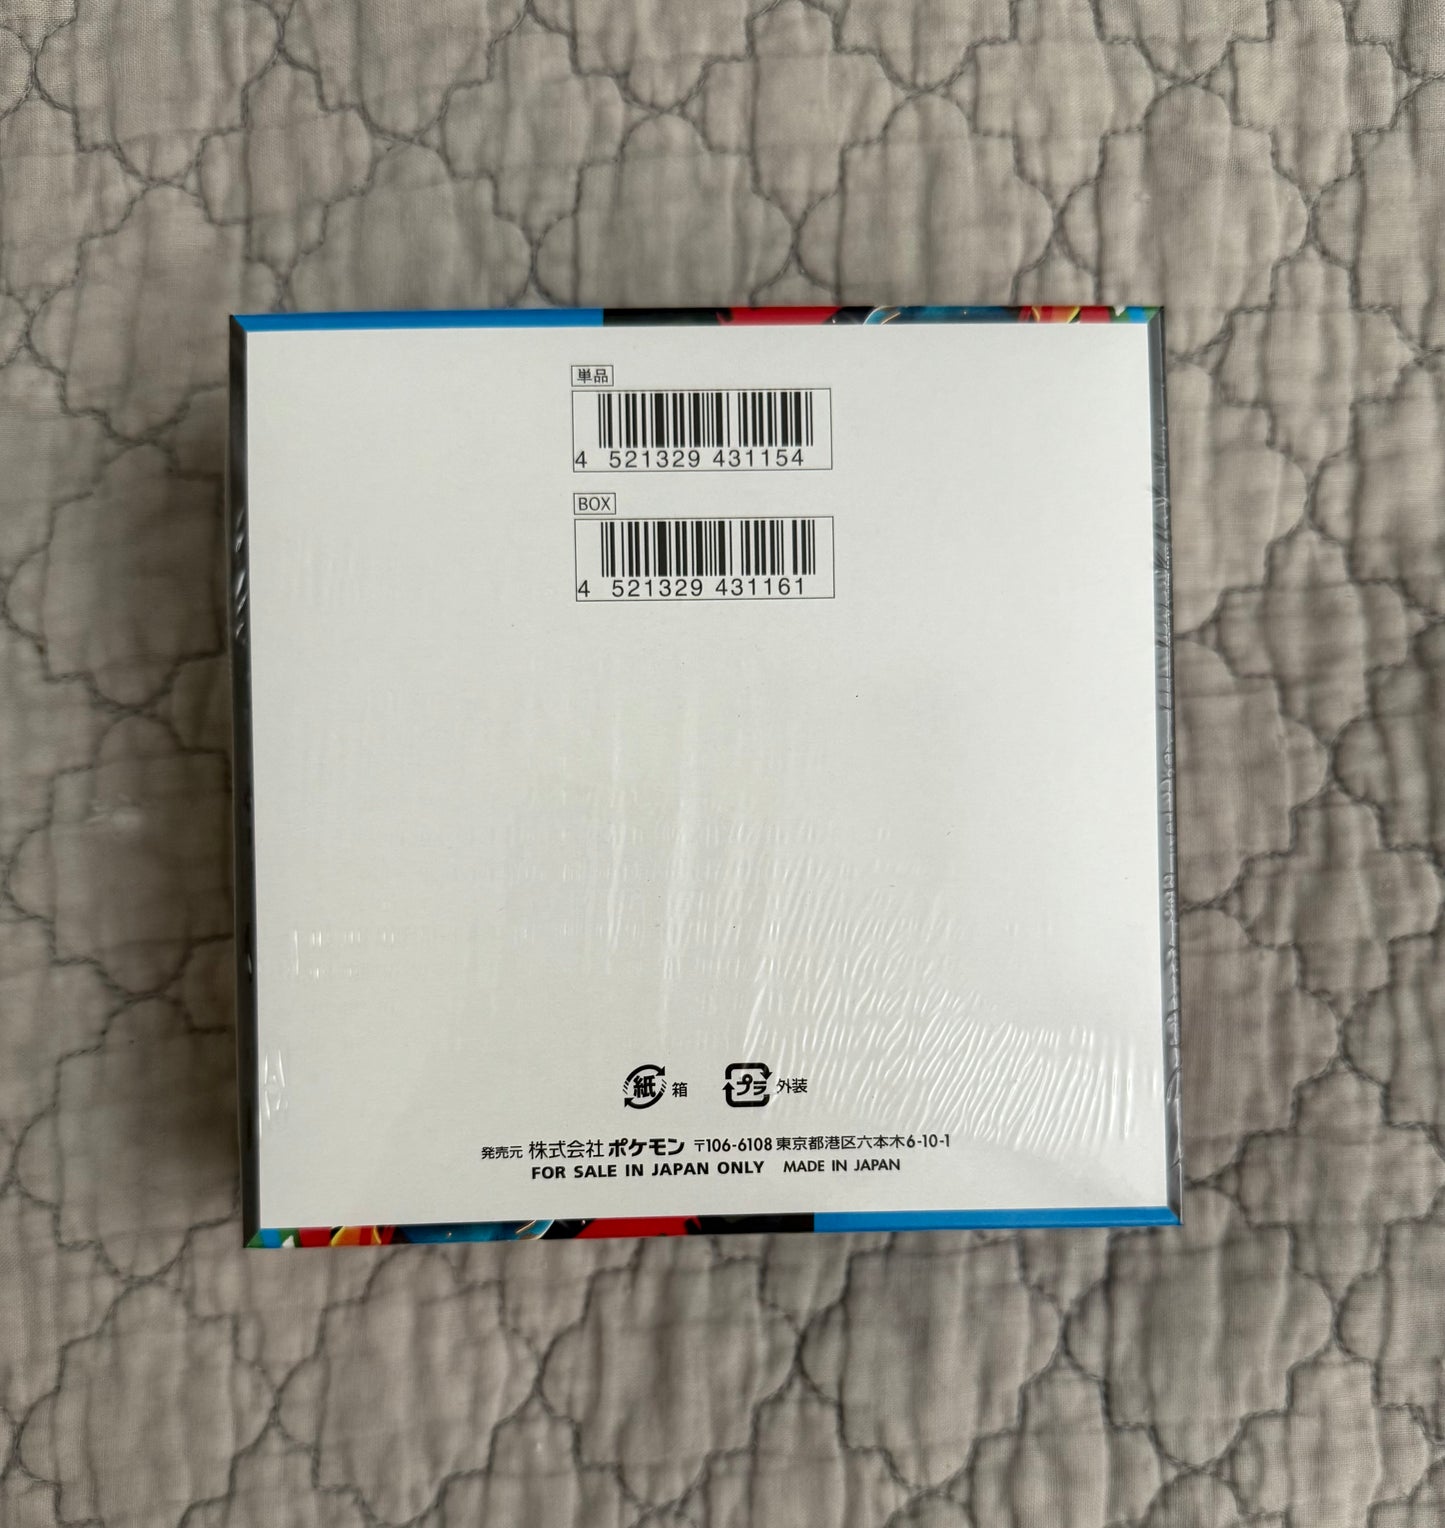 単品
4 521329 431154
BOX
4 521329 431161
紙 箱 プラ 外装
発売元 株式会社 ポケモン 〒106-6108 東京都港区六本木6-10-1
FOR SALE IN JAPAN ONLY MADE IN JAPAN